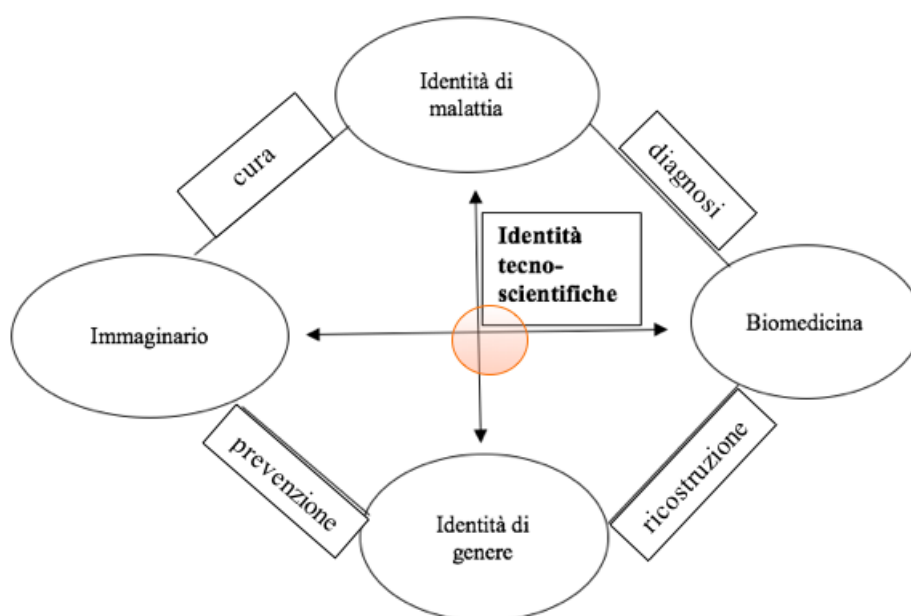 Identità di
malattia
cura
diagnosi
Identità
tecno-
scientifiche
Immaginario
Biomedicina
prevenzione
ricostruzione
Identità di
genere